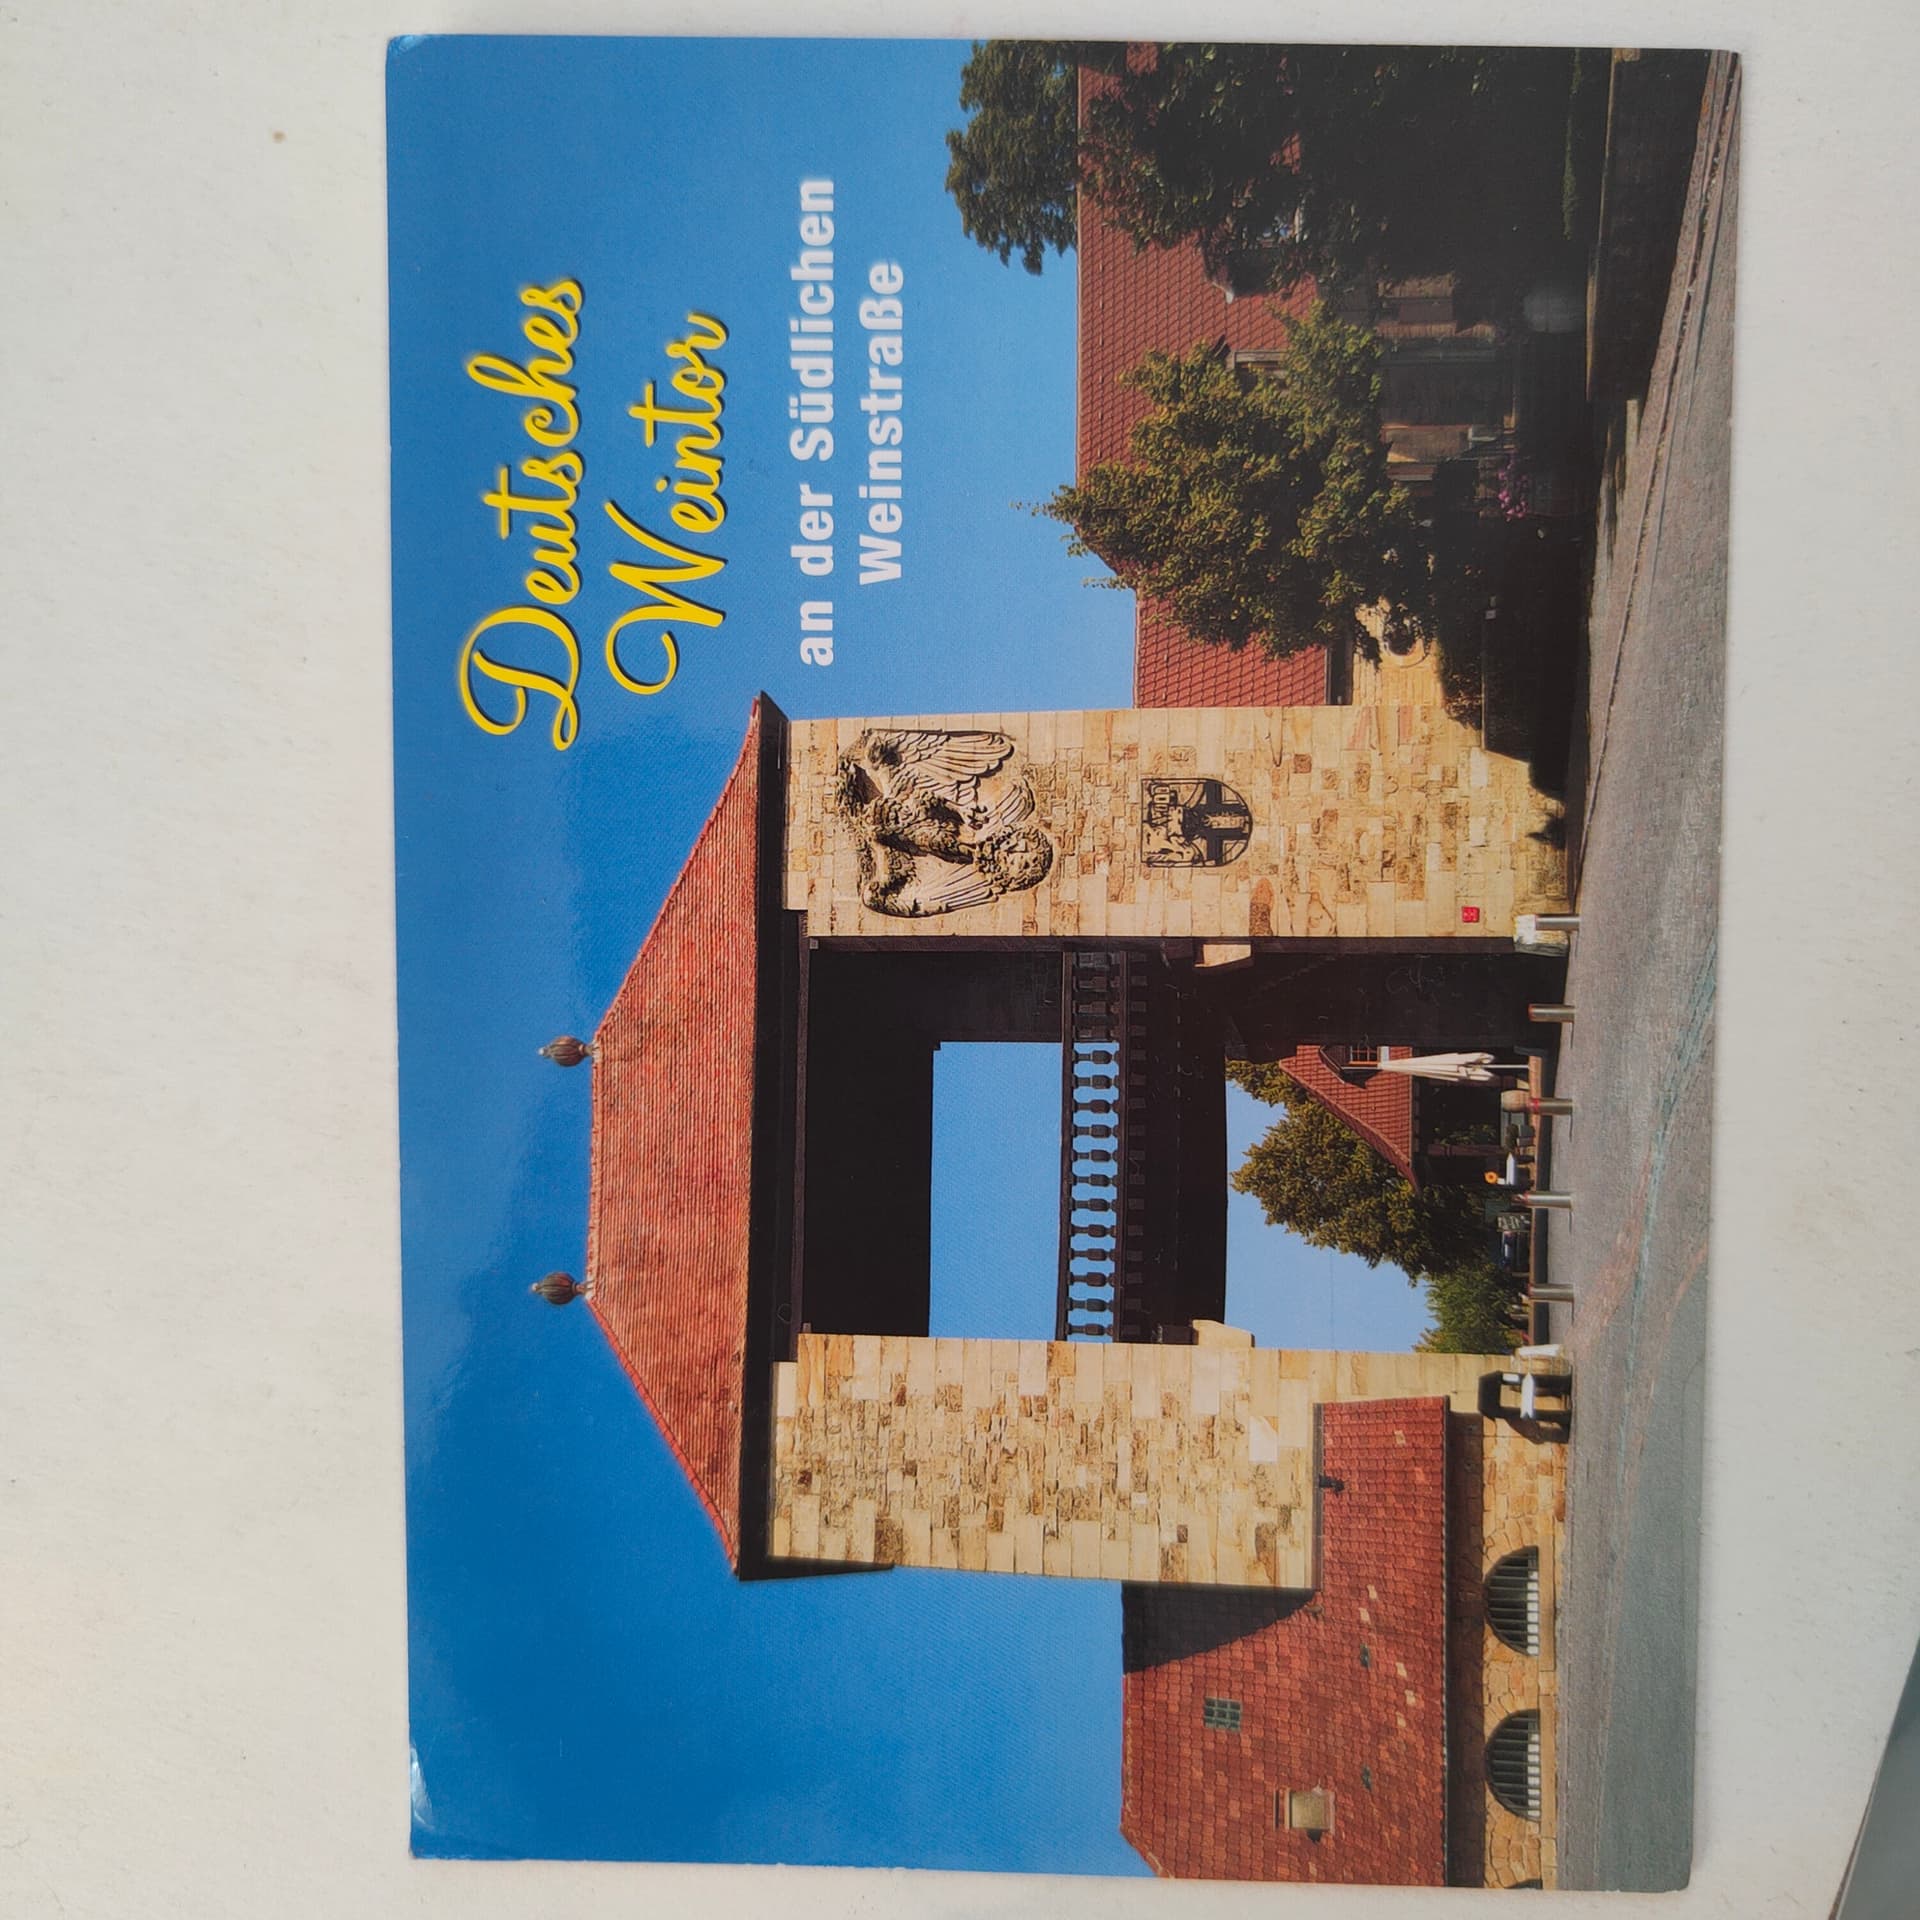 Deutsches
Weintor
an der Südlichen
Weinstraße